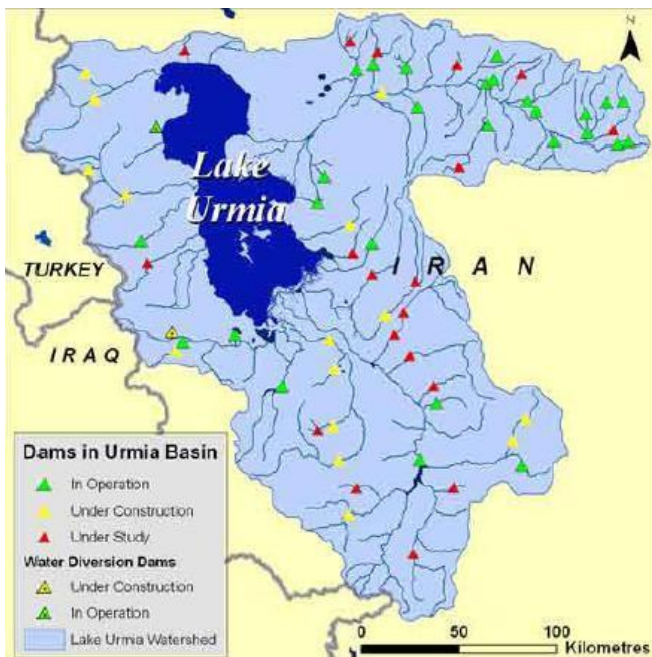 N
Lake
Urmia
TURKEY
I R A N
IRAQ
Dams in Urmia Basin
In Operation
Under Construction
Under Study
Water Diversion Dams
Under Construction
In Operation
Lake Urmia Watershed
0 50 100
Kilometres